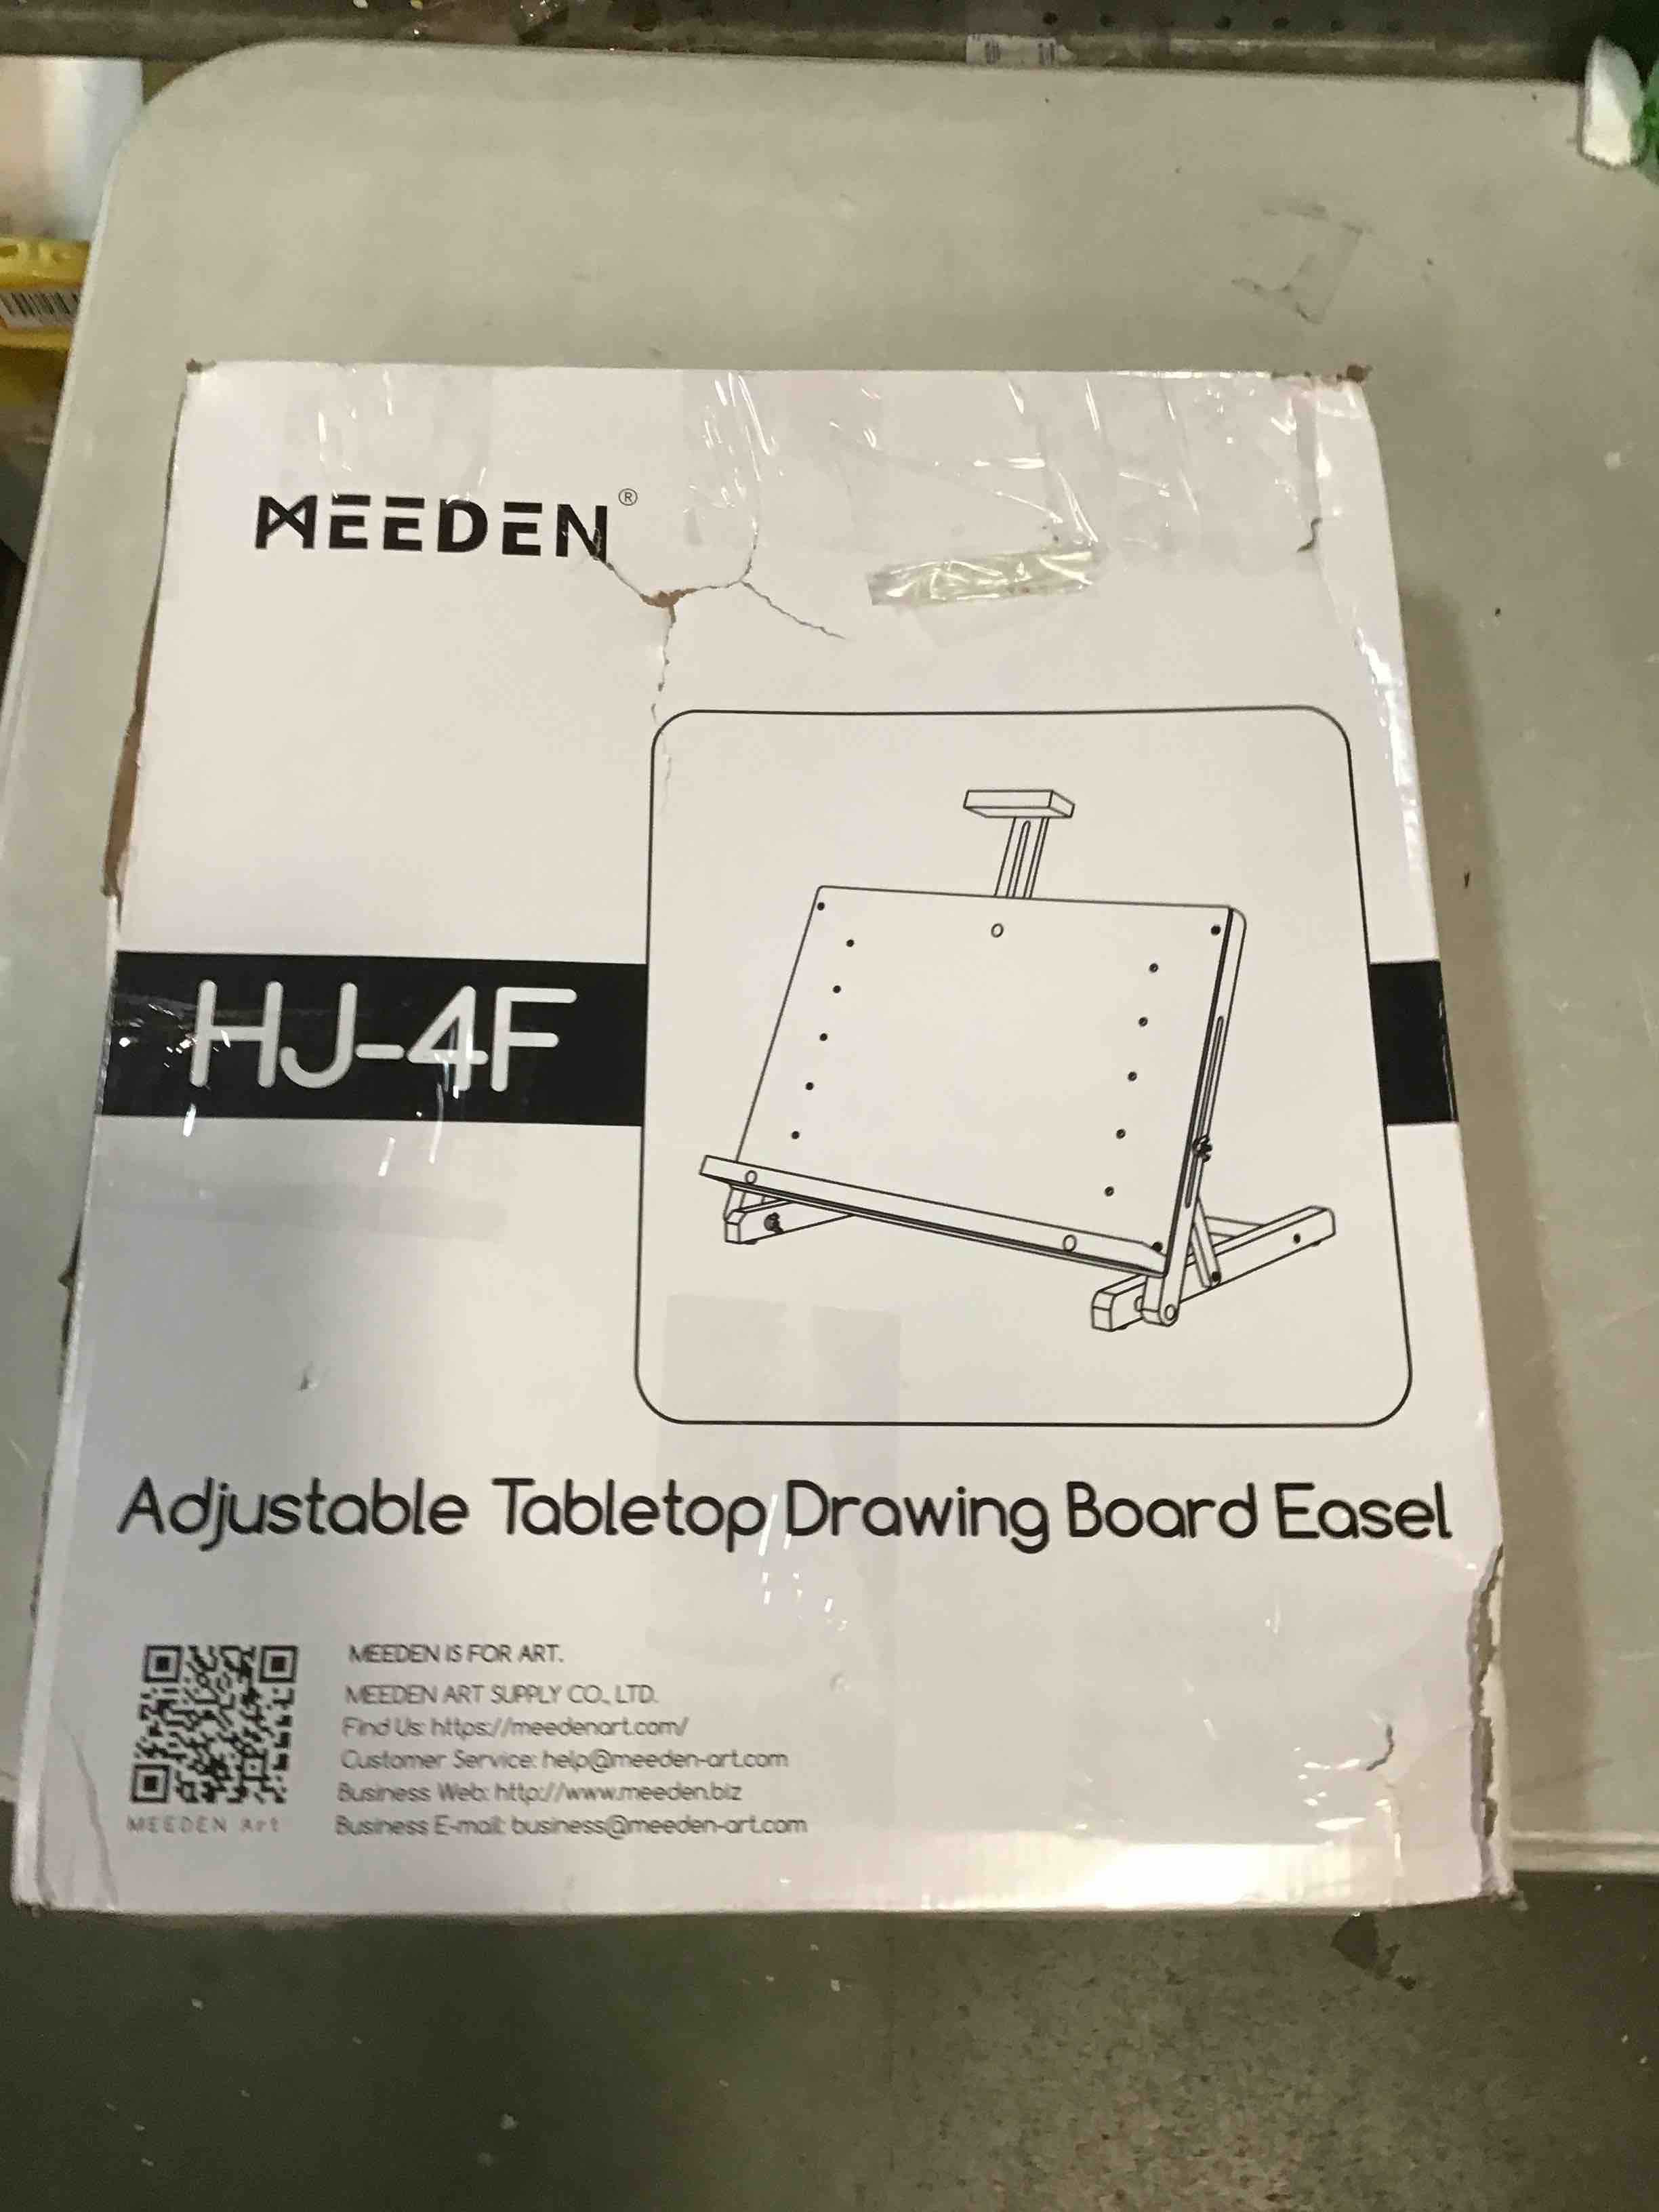 MEEDEN®
HJ-4F
Adjustable Tabletop Drawing Board Easel
MEEDEN IS FOR ART.
MEEDEN ART SUPPLY CO., LTD.
Find Us: https://meedenart.com/
Customer Service: help@meeden-art.com
Business Web: http://www.meeden.biz
Business E-mail: business@meeden-art.com
MEEDEN Art